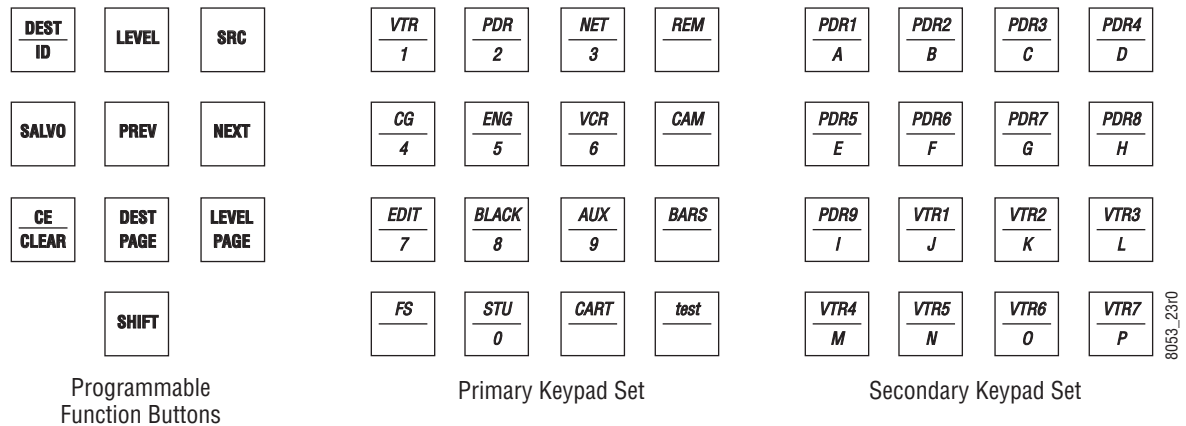 DEST
ID
LEVEL
SRC
SALVO
PREV
NEXT
CE
CLEAR
DEST
PAGE
LEVEL
PAGE
SHIFT
Programmable
Function Buttons
VTR
1
PDR
2
NET
3
REM
CG
4
ENG
5
VCR
6
CAM
EDIT
7
BLACK
8
AUX
9
BARS
FS
STU
0
CART
test
Primary Keypad Set
PDR1
A
PDR2
B
PDR3
C
PDR4
D
PDR5
E
PDR6
F
PDR7
G
PDR8
H
PDR9
I
VTR1
J
VTR2
K
VTR3
L
VTR4
M
VTR5
N
VTR6
O
VTR7
P
Secondary Keypad Set
8053_23r0